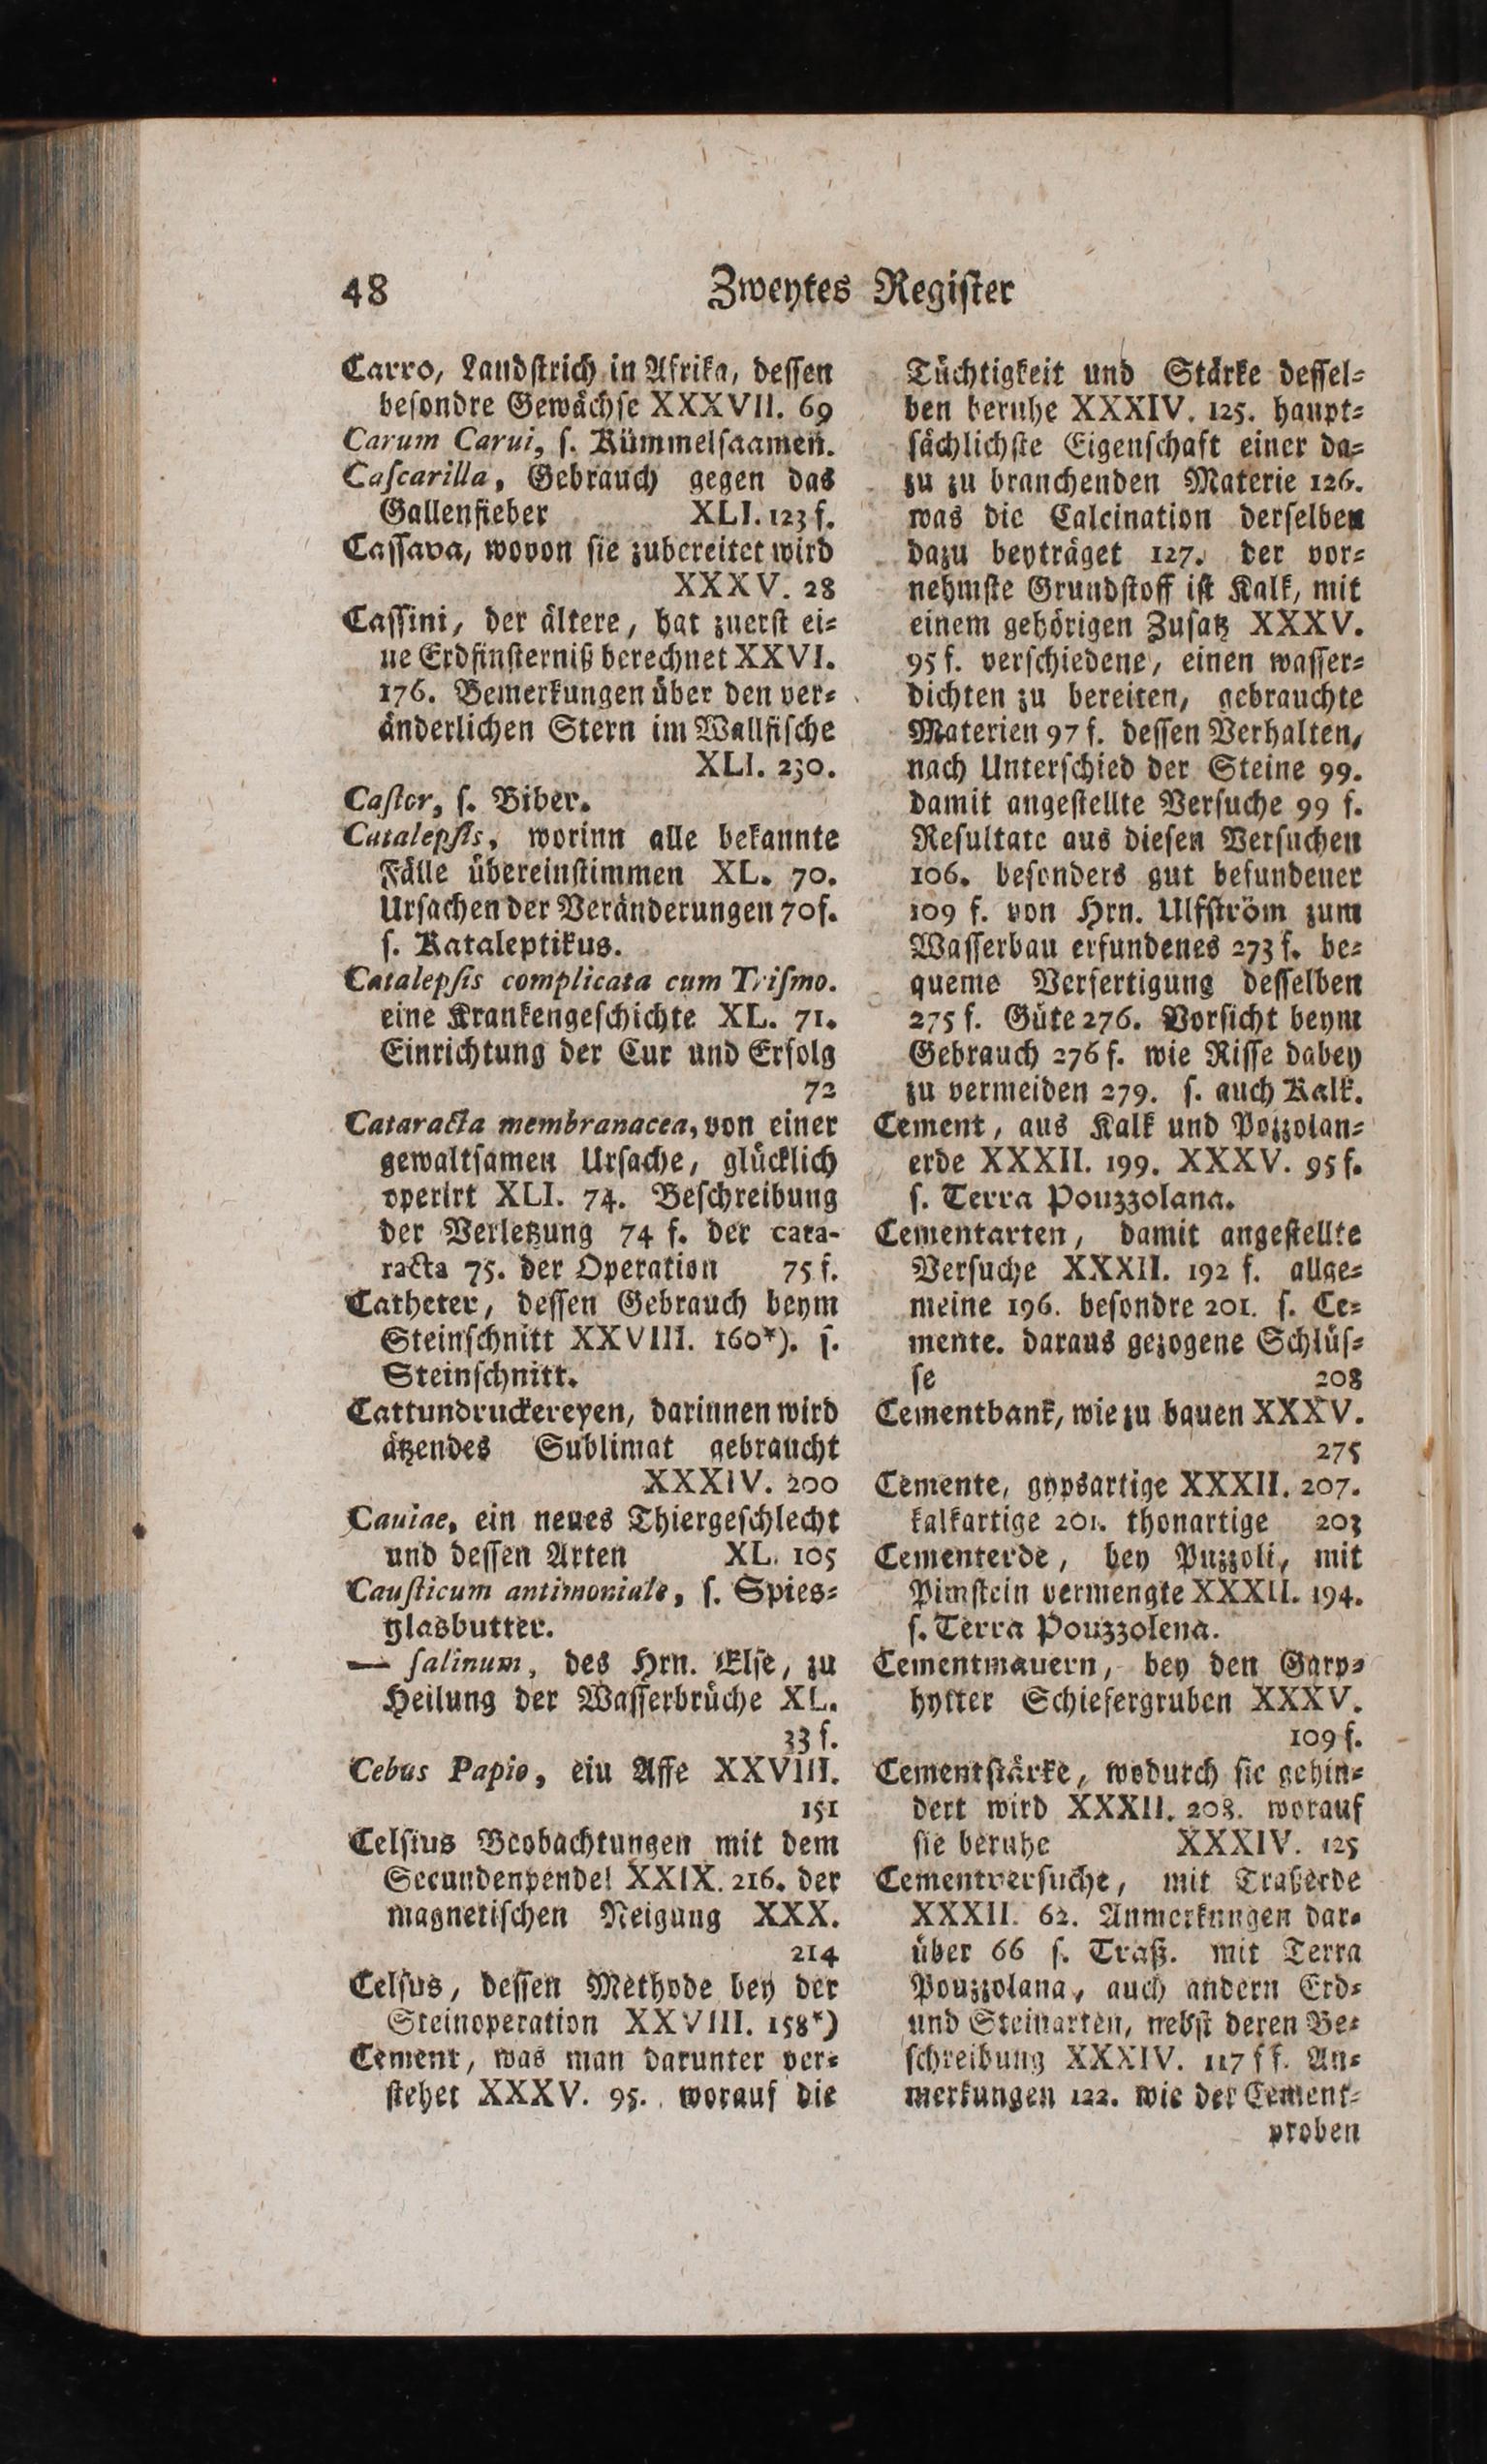 48
Zweytes Regiſter
Carro, Landſtrich in Afrika, deſſen
beſondre Gewächſe XXXVII. 69
Carum Carui, ſ. Kümmelſaamen.
Caſcarilla, Gebrauch gegen das
Gallenfieber XLI. 123 f.
Caſſava, wovon ſie zubereitet wird
XXXV. 28
Caſſini, der ältere, hat zuerſt ei⸗
ne Erdfinſterniß berechnet XXVI.
176. Bemerkungen über den ver⸗
änderlichen Stern im Wallfiſche
XLI. 230.
Caſtor, ſ. Biber.
Catalepſis, worinn alle bekannte
Fälle übereinſtimmen XL. 70.
Urſachen der Veränderungen 70f.
ſ. Kataleptikus.
Catalepſis complicata cum Triſmo.
eine Krankengeſchichte XL. 71.
Einrichtung der Cur und Erfolg
72
Cataracta membranacea, von einer
gewaltſamen Urſache, glücklich
operirt XLI. 74. Beſchreibung
der Verletzung 74 f. der cata-
racta 75. der Operation 75 f.
Catheter, deſſen Gebrauch beym
Steinſchnitt XXVIII. 160*). ſ.
Steinſchnitt.
Cattundruckereyen, darinnen wird
ätzendes Sublimat gebraucht
XXXIV. 200
Cauiae, ein neues Thiergeſchlecht
und deſſen Arten XL. 105
Cauſticum antimoniale, ſ. Spies⸗
glasbutter.
— ſalinum, des Hrn. Elſe, zu
Heilung der Waſſerbrüche XL.
33 f.
Cebus Papio, ein Affe XXVIII.
151
Celſius Beobachtungen mit dem
Secundenpendel XXIX. 216. der
magnetiſchen Neigung XXX.
214
Celſus, deſſen Methode bey der
Steinoperation XXVIII. 158*)
Cement, was man darunter ver⸗
ſtehet XXXV. 95. worauf die
Tüchtigkeit und Stärke deſſel⸗
ben beruhe XXXIV. 125. haupt⸗
ſächlichſte Eigenſchaft einer da⸗
zu zu branchenden Materie 126.
was die Calcination derſelben
dazu beyträget 127. der vor⸗
nehmſte Grundſtoff iſt Kalk, mit
einem gehörigen Zuſatz XXXV.
95 f. verſchiedene, einen waſſer⸗
dichten zu bereiten, gebrauchte
Materien 97 f. deſſen Verhalten,
nach Unterſchied der Steine 99.
damit angeſtellte Verſuche 99 f.
Reſultate aus dieſen Verſuchen
106. beſonders gut befundener
109 f. von Hrn. Ulfſtröm zum
Waſſerbau erfundenes 273 f. be⸗
queme Verfertigung deſſelben
275 f. Güte 276. Vorſicht beym
Gebrauch 276 f. wie Riſſe dabey
zu vermeiden 279. ſ. auch Kalk.
Cement, aus Kalk und Pozzolan⸗
erde XXXII. 199. XXXV. 95 f.
ſ. Terra Pouzzolana.
Cementarten, damit angeſtellte
Verſuche XXXII. 192 f. allge⸗
meine 196. beſondre 201. ſ. Ce⸗
mente. daraus gezogene Schlüſ⸗
ſe 208
Cementbank, wie zu bauen XXXV.
275
Cemente, gypsartige XXXII. 207.
kalkartige 201. thonartige 203
Cementerde, bey Puzzoli, mit
Pimſtein vermengte XXXII. 194.
ſ. Terra Pouzzolena.
Cementmauern, bey den Garp⸗
hytter Schiefergruben XXXV.
109 f.
Cementſtärke, wodurch ſie gehin⸗
dert wird XXXII. 208. worauf
ſie beruhe XXXIV. 125
Cementverſuche, mit Traßerde
XXXII. 62. Anmerkungen dar⸗
über 66 ſ. Traß. mit Terra
Pouzzolana, auch andern Erd⸗
und Steinarten, nebſt deren Be⸗
ſchreibung XXXIV. 117 ff. An⸗
merkungen 122. wie der Cement⸗
proben